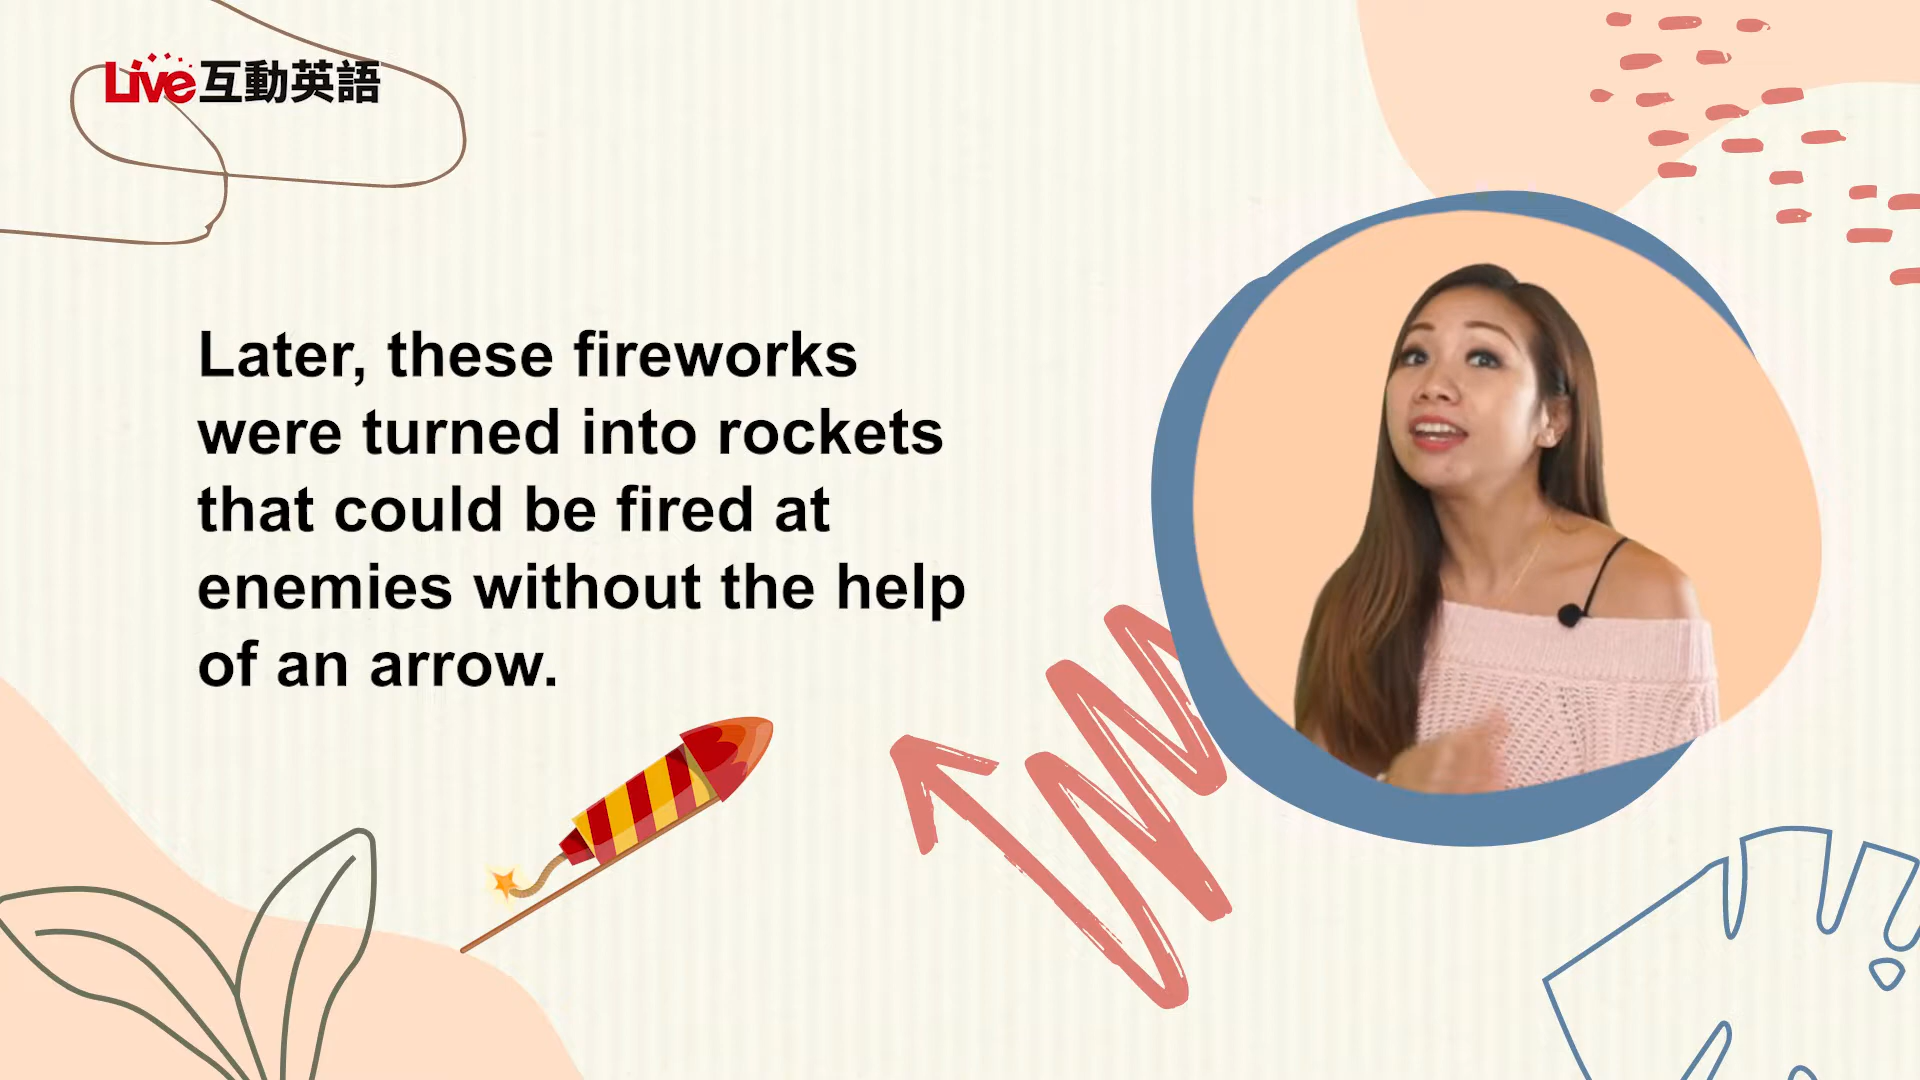 Live互動英語
Later, these fireworks
were turned into rockets
that could be fired at
enemies without the help
of an arrow.